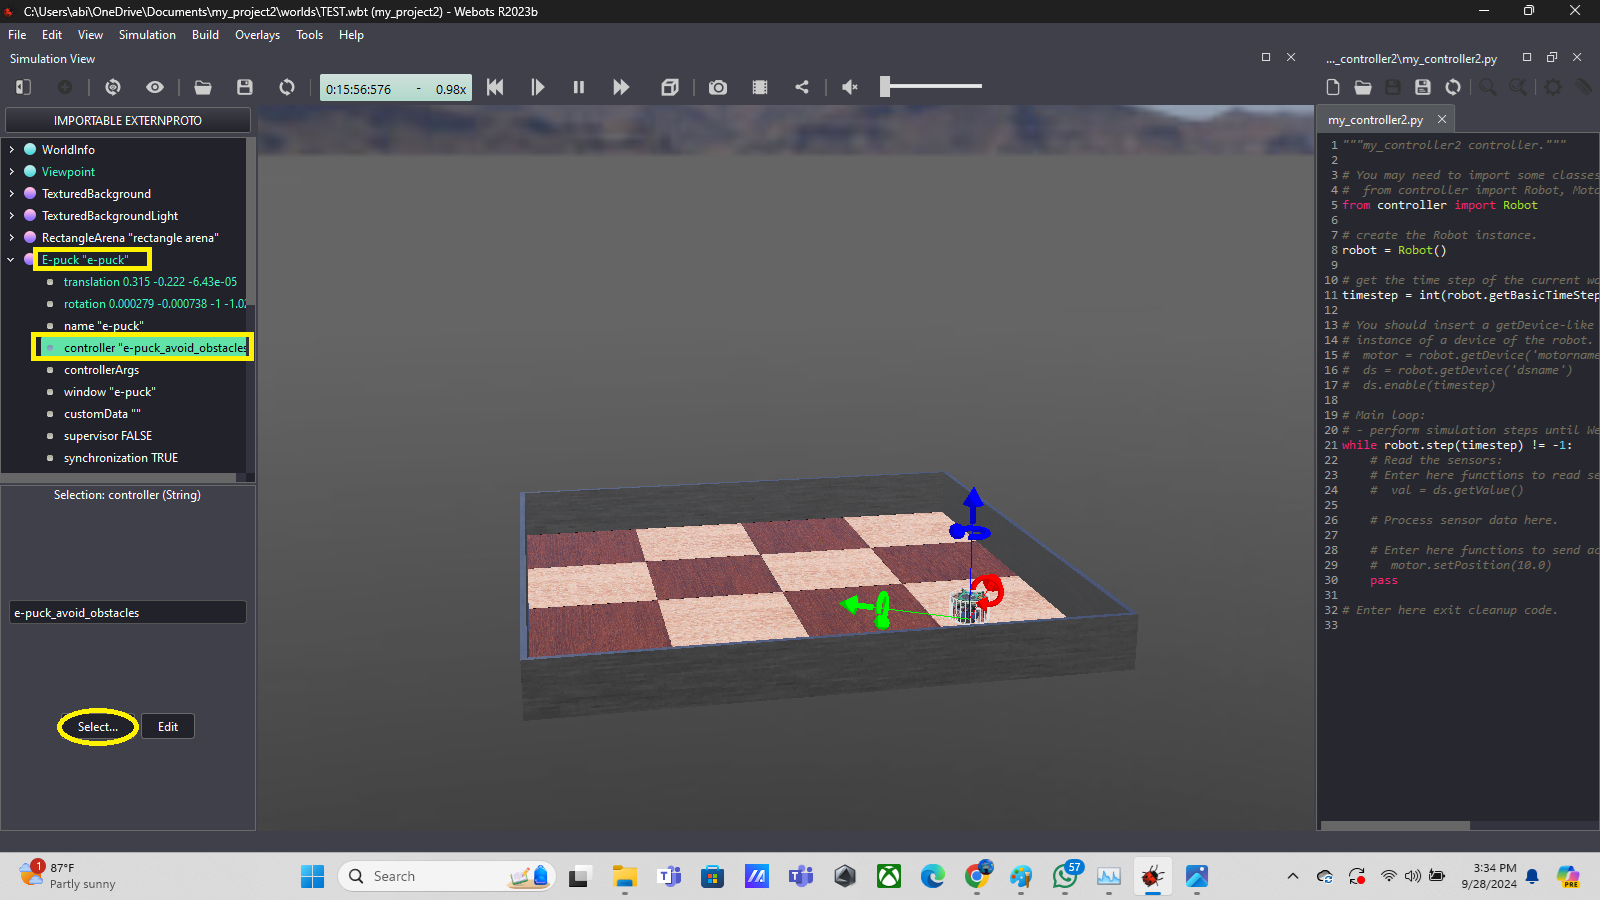 C:\Users\abi\OneDrive\Documents\my_project2\worlds\TEST.wbt (my_project2) - Webots R2023b
File Edit View Simulation Build Overlays Tools Help
Simulation View
..._controller2\my_controller2.py
0:15:56:576 - 0.98x
IMPORTABLE EXTERNPROTO
WorldInfo
Viewpoint
TexturedBackground
TexturedBackgroundLight
RectangleArena "rectangle arena"
E-puck "e-puck"
translation 0.315 -0.222 -6.43e-05
rotation 0.000279 -0.000738 -1 -1.02
name "e-puck"
controller "e-puck_avoid_obstacles
controllerArgs
window "e-puck"
customData ""
supervisor FALSE
synchronization TRUE
Selection: controller (String)
e-puck_avoid_obstacles
Select... Edit
my_controller2.py
1 """my_controller2 controller."""
2
3 # You may need to import some classes
4 #  from controller import Robot, Moto
5 from controller import Robot
6
7 # create the Robot instance.
8 robot = Robot()
9
10 # get the time step of the current wo
11 timestep = int(robot.getBasicTimeStep
12
13 # You should insert a getDevice-like
14 # instance of a device of the robot.
15 #  motor = robot.getDevice('motorname
16 #  ds = robot.getDevice('dsname')
17 #  ds.enable(timestep)
18
19 # Main loop:
20 # - perform simulation steps until We
21 while robot.step(timestep) != -1:
22     # Read the sensors:
23     # Enter here functions to read se
24     #  val = ds.getValue()
25
26     # Process sensor data here.
27
28     # Enter here functions to send ac
29     #  motor.setPosition(10.0)
30     pass
31
32 # Enter here exit cleanup code.
33
1
87°F
Partly sunny
Search
57
3:34 PM
9/28/2024
PRE